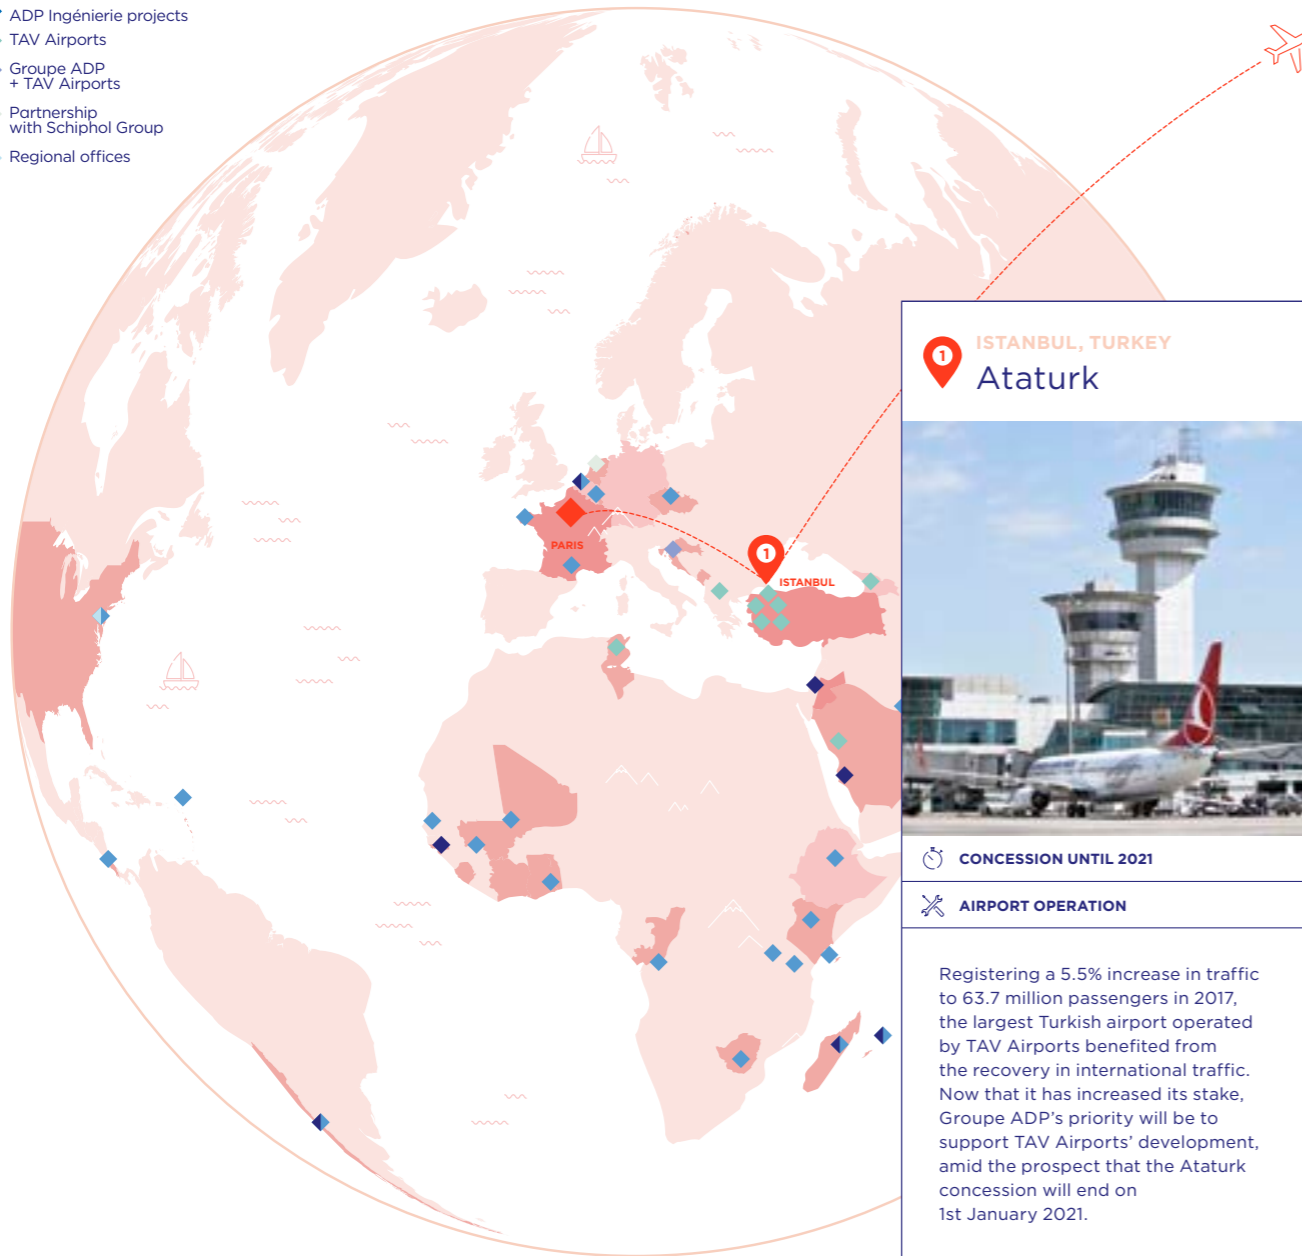 ADP Ingénierie projects
TAV Airports
Groupe ADP
+ TAV Airports
Partnership
with Schiphol Group
Regional offices
PARIS
1
ISTANBUL
1
ISTANBUL, TURKEY
Ataturk
CONCESSION UNTIL 2021
AIRPORT OPERATION
Registering a 5.5% increase in traffic
to 63.7 million passengers in 2017,
the largest Turkish airport operated
by TAV Airports benefited from
the recovery in international traffic.
Now that it has increased its stake,
Groupe ADP's priority will be to
support TAV Airports' development,
amid the prospect that the Ataturk
concession will end on
1st January 2021.